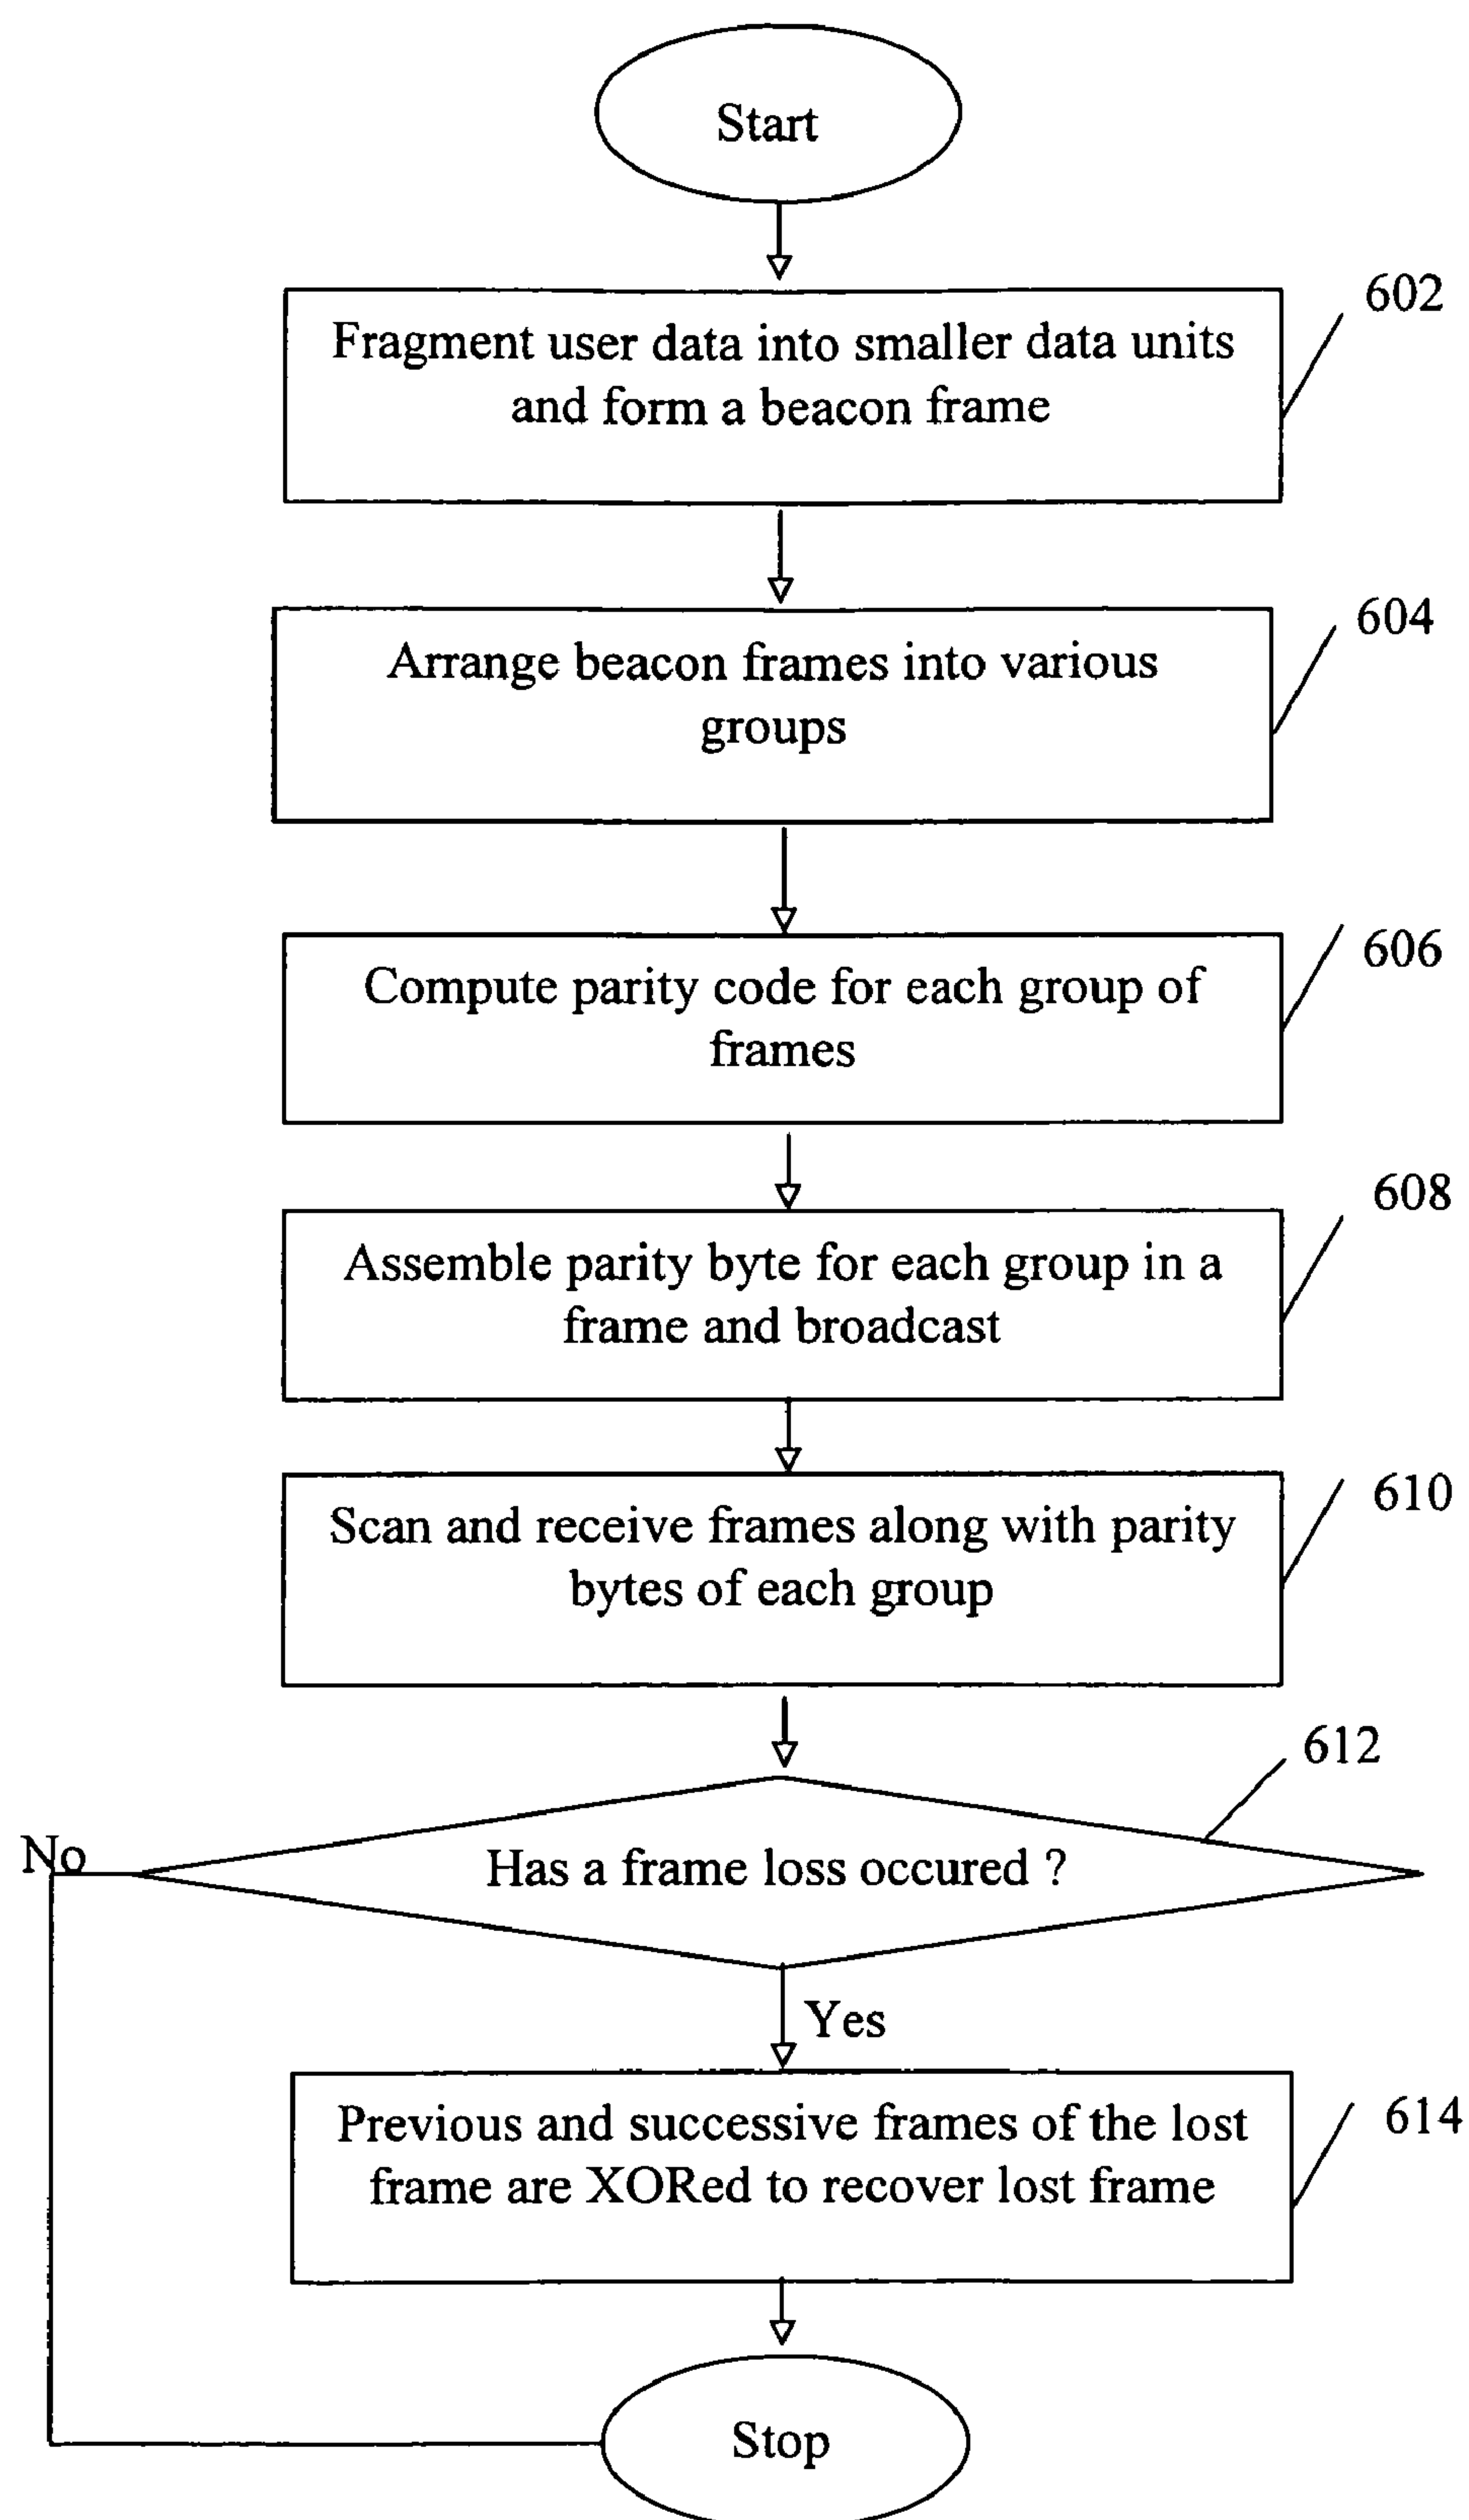 Start
602
Fragment user data into smaller data units
and form a beacon frame
604
Arrange beacon frames into various
groups
606
Compute parity code for each group of
frames
608
Assemble parity byte for each group in a
frame and broadcast
610
Scan and receive frames along with parity
bytes of each group
612
No
Has a frame loss occured ?
Yes
614
Previous and successive frames of the lost
frame are XORed to recover lost frame
Stop